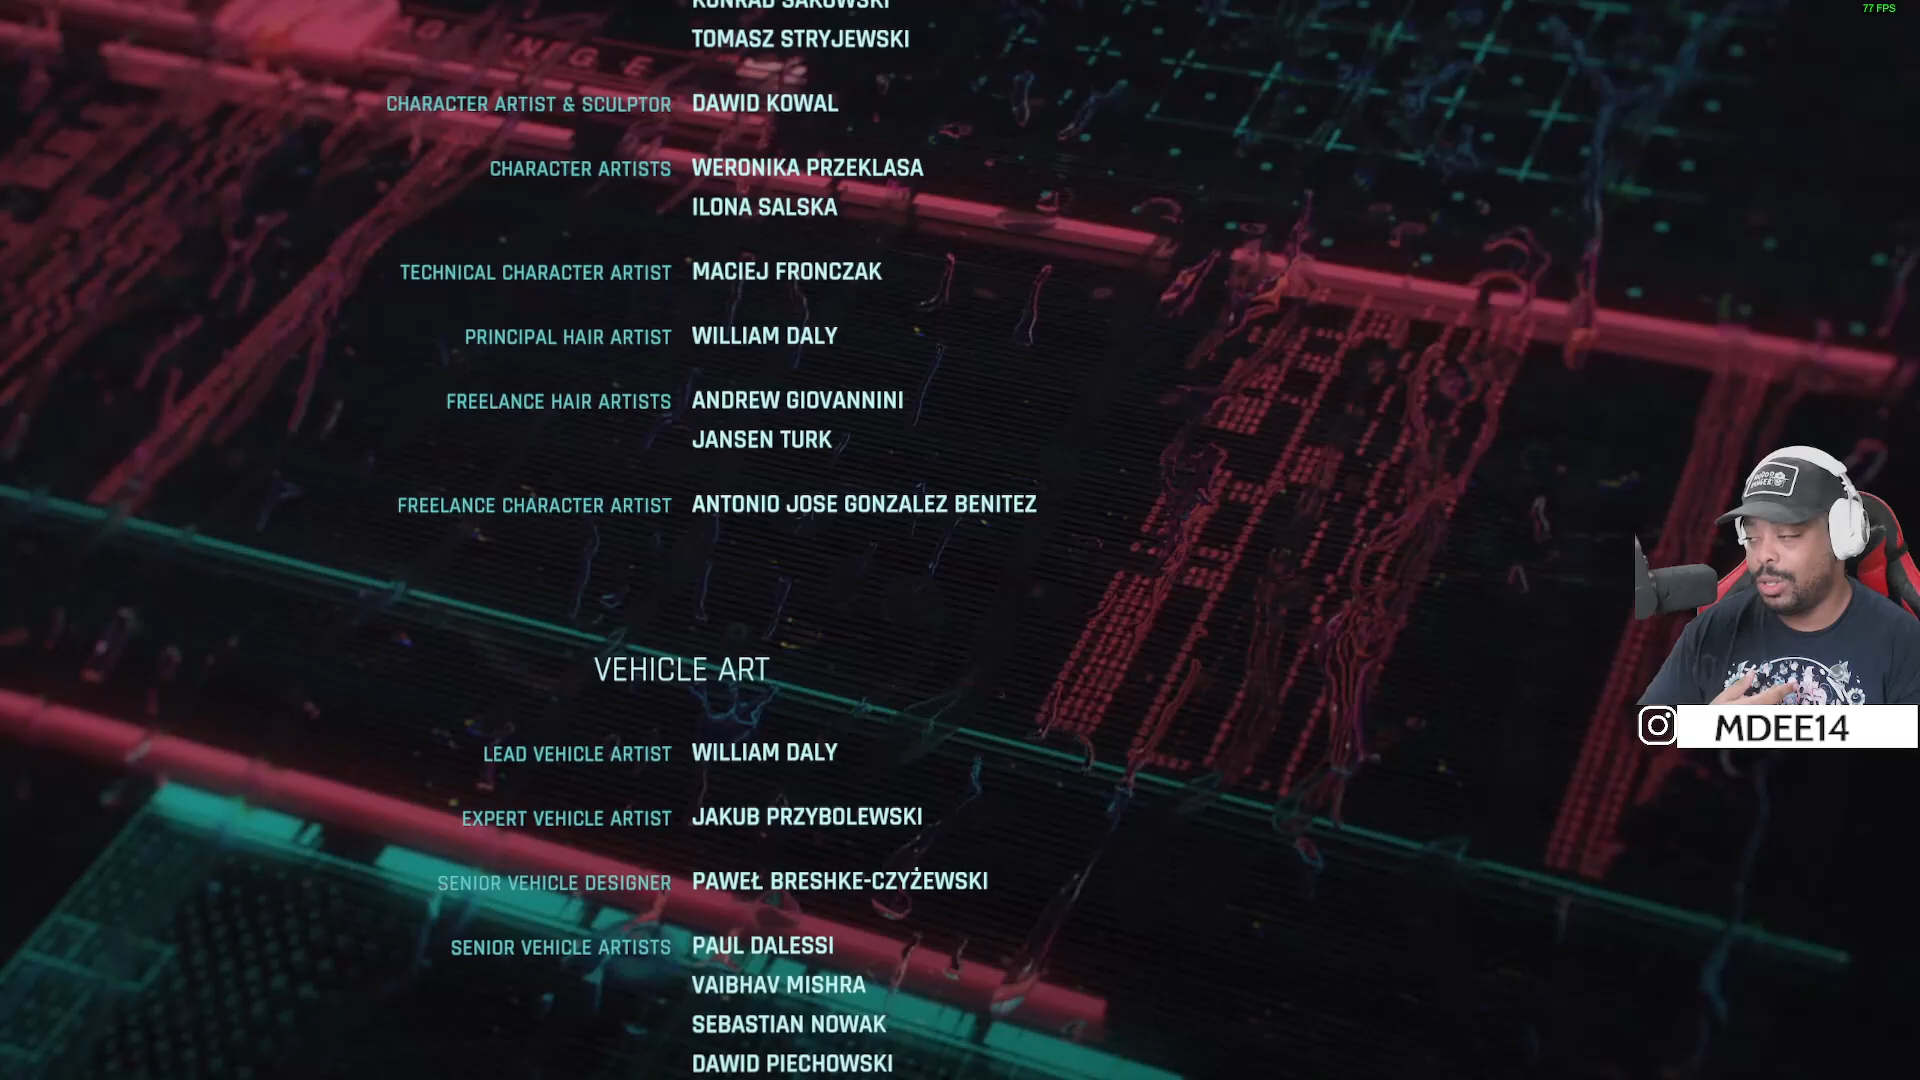 77 FPS
KONRAD SAKOWSKI
TOMASZ STRYJEWSKI
CHARACTER ARTIST & SCULPTOR DAWID KOWAL
CHARACTER ARTISTS WERONIKA PRZEKLASA
ILONA SALSKA
TECHNICAL CHARACTER ARTIST MACIEJ FRONCZAK
PRINCIPAL HAIR ARTIST WILLIAM DALY
FREELANCE HAIR ARTISTS ANDREW GIOVANNINI
JANSEN TURK
FREELANCE CHARACTER ARTIST ANTONIO JOSE GONZALEZ BENITEZ
VEHICLE ART
LEAD VEHICLE ARTIST WILLIAM DALY
EXPERT VEHICLE ARTIST JAKUB PRZYBOLEWSKI
SENIOR VEHICLE DESIGNER PAWEŁ BRESHKE-CZYŻEWSKI
SENIOR VEHICLE ARTISTS PAUL DALESSI
VAIBHAV MISHRA
SEBASTIAN NOWAK
DAWID PIECHOWSKI
MDEE14